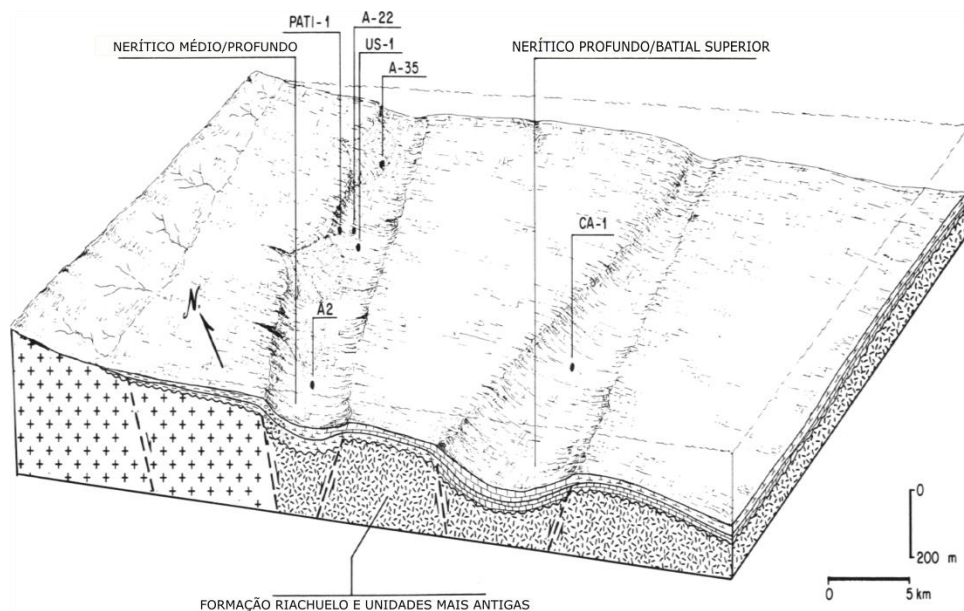 PATI-1
A-22
US-1
A-35
NERÍTICO MÉDIO/PROFUNDO
NERÍTICO PROFUNDO/BATIAL SUPERIOR
CA-1
N.
A2
0
200 m
0 5 km
FORMAÇÃO RIACHUELO E UNIDADES MAIS ANTIGAS